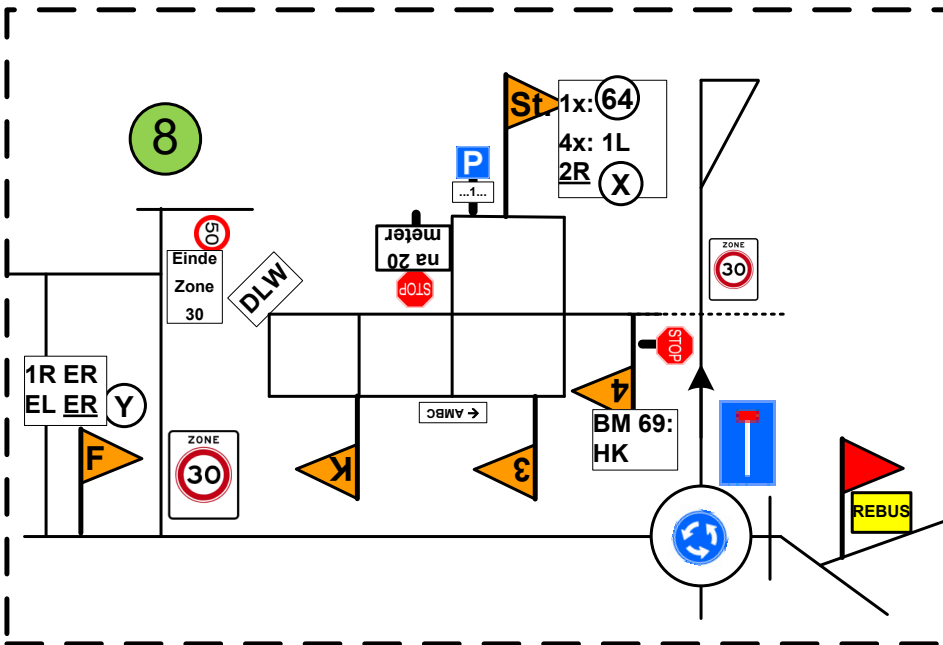 8
St.
1x: 64
4x: 1L
2R X
P
...1...
50
Einde
Zone
30
DLW
na 20
meter
STOP
ZONE
30
STOP
4
BM 69:
HK
← AWBC
1R ER
EL ER Y
F
ZONE
30
K
3
REBUS